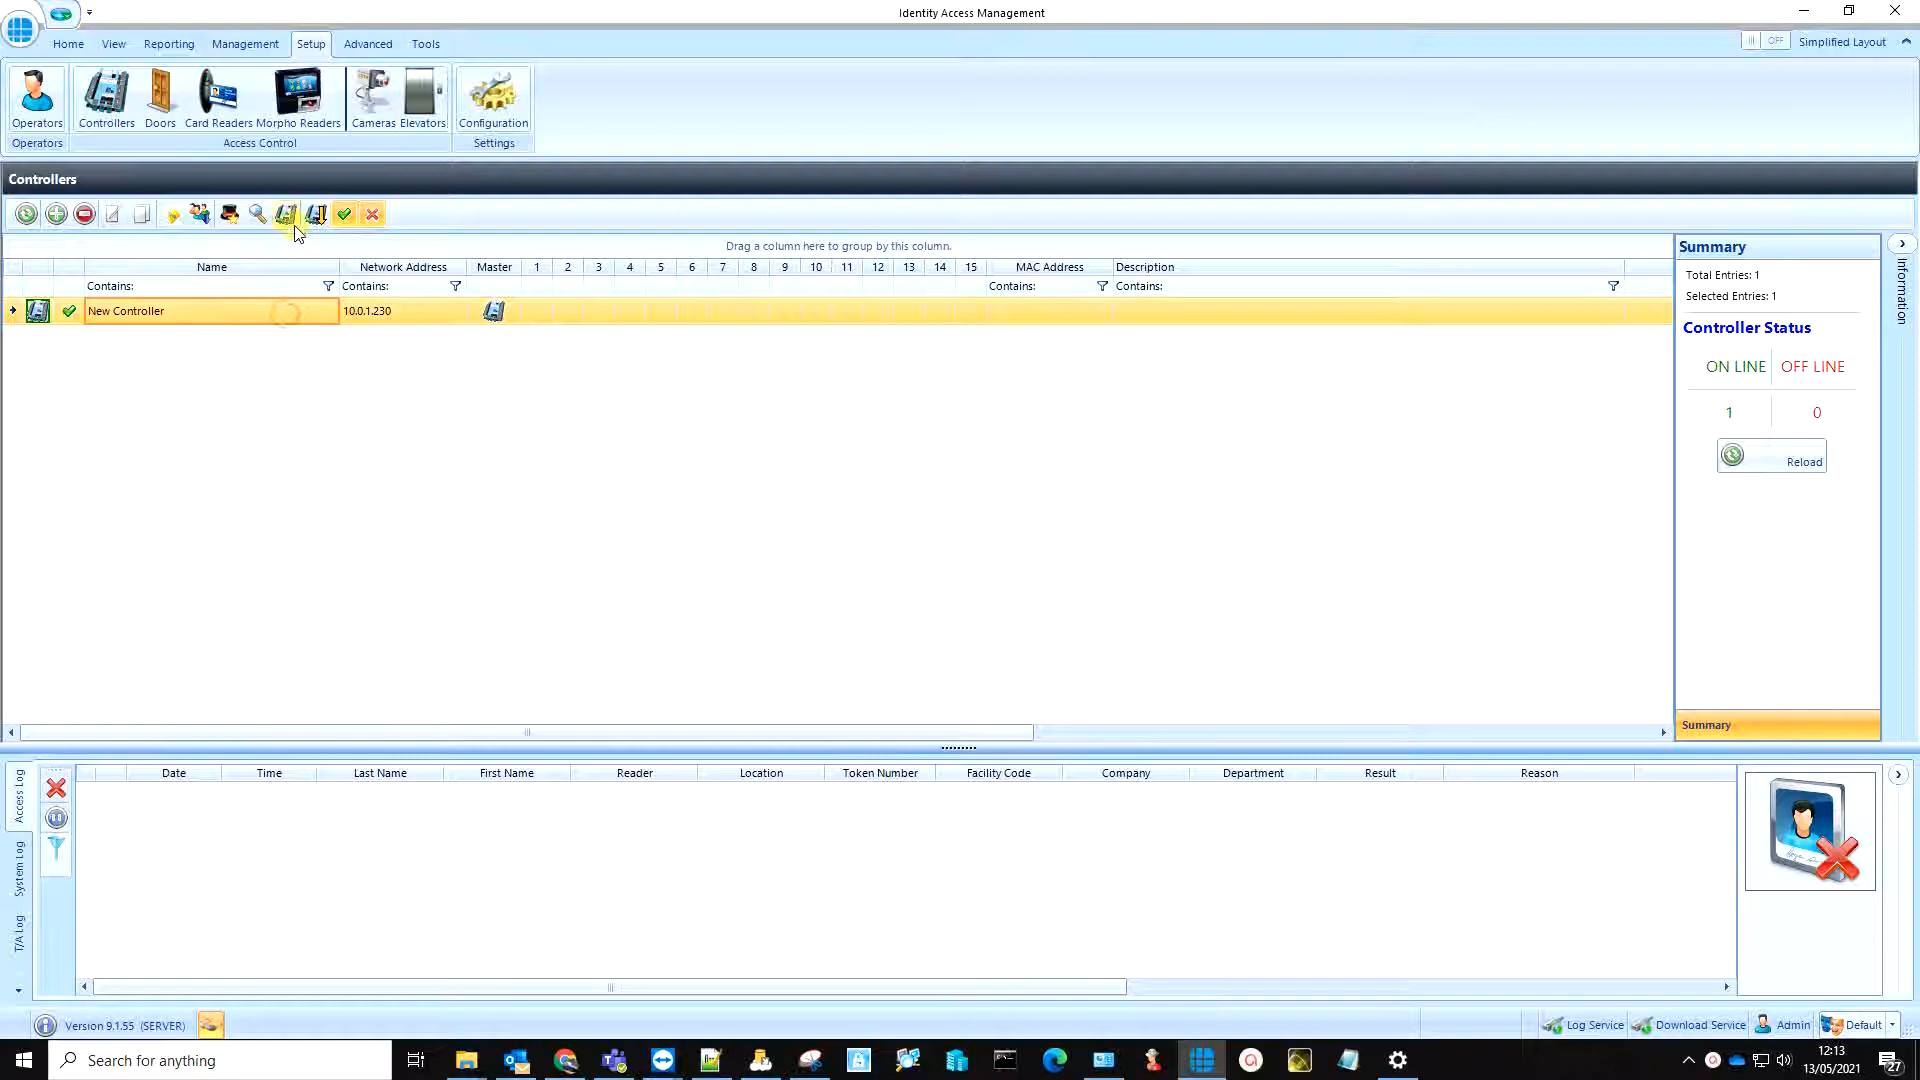 Identity Access Management
Home View Reporting Management Setup Advanced Tools
OFF Simplified Layout
Operators Controllers Doors Card Readers Morpho Readers Cameras Elevators Configuration
Operators Access Control Settings
Controllers
Drag a column here to group by this column.
Name Network Address Master 1 2 3 4 5 6 7 8 9 10 11 12 13 14 15 MAC Address Description
Contains: Contains: Contains: Contains:
New Controller 10.0.1.230
Summary
Total Entries: 1
Selected Entries: 1
Controller Status
ON LINE OFF LINE
1 0
Reload
Summary
Information
Access Log
System Log
T/A Log
Date Time Last Name First Name Reader Location Token Number Facility Code Company Department Result Reason
Version 9.1.55 (SERVER)
Log Service Download Service Admin Default
Search for anything
12:13
13/05/2021
27